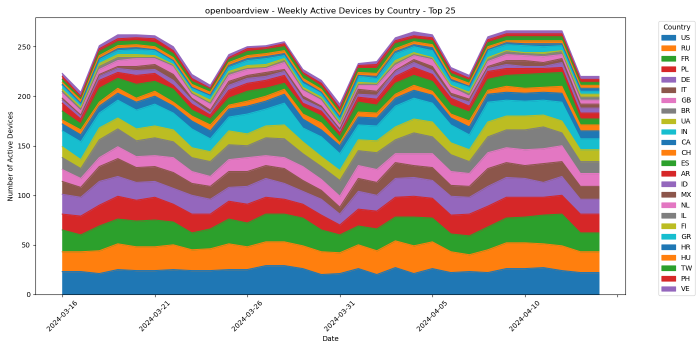 openboardview - Weekly Active Devices by Country - Top 25
Number of Active Devices
250
200
150
100
50
0
2024-03-16
2024-03-21
2024-03-26
2024-03-31
2024-04-05
2024-04-10
Date
Country
US
RU
FR
PL
DE
IT
GB
BR
UA
IN
CA
CH
ES
AR
ID
MX
NL
IL
FI
GR
HR
HU
TW
PH
VE